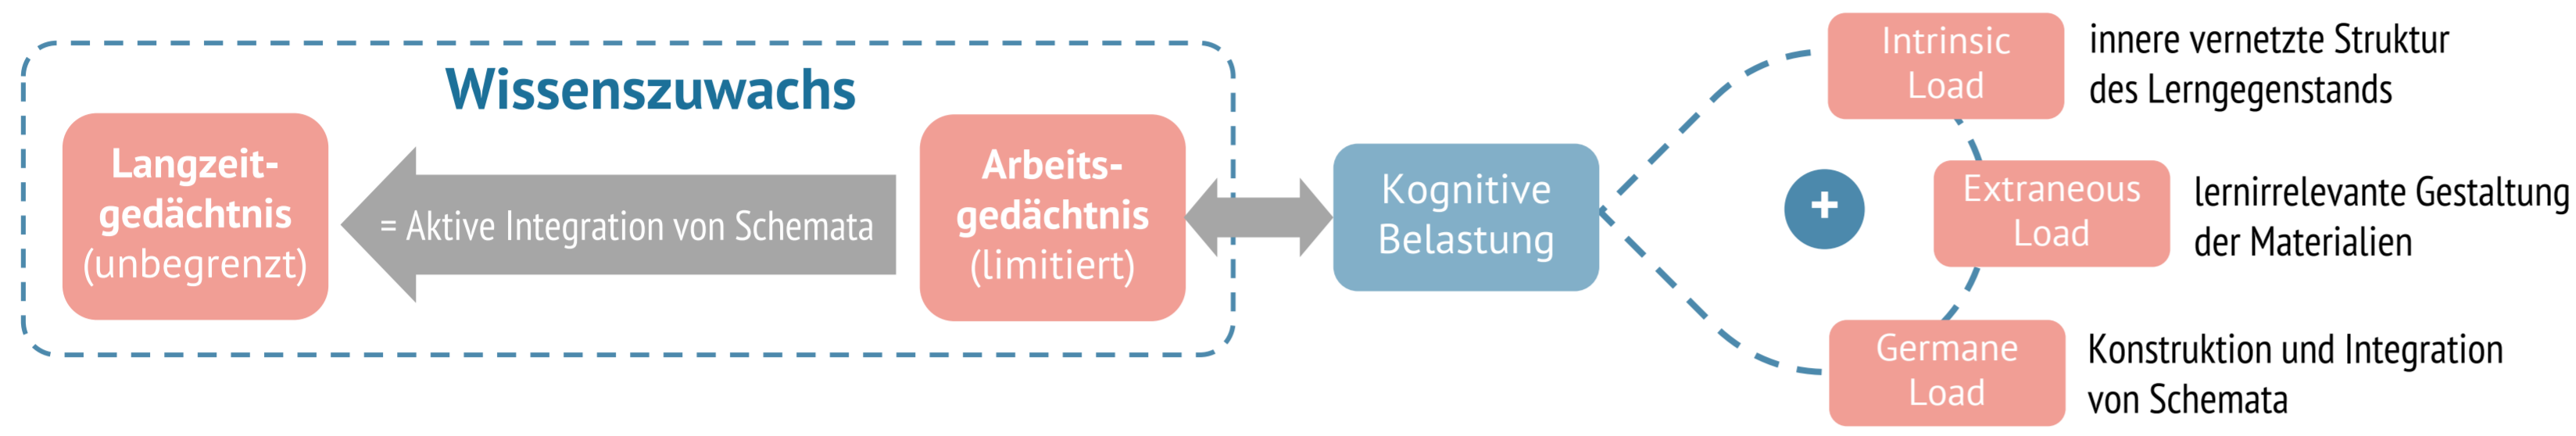 Wissenszuwachs
Langzeit-
gedächtnis
(unbegrenzt)
= Aktive Integration von Schemata
Arbeits-
gedächtnis
(limitiert)
Kognitive
Belastung
+
Intrinsic
Load
innere vernetzte Struktur
des Lerngegenstands
Extraneous
Load
lernirrelevante Gestaltung
der Materialien
Germane
Load
Konstruktion und Integration
von Schemata